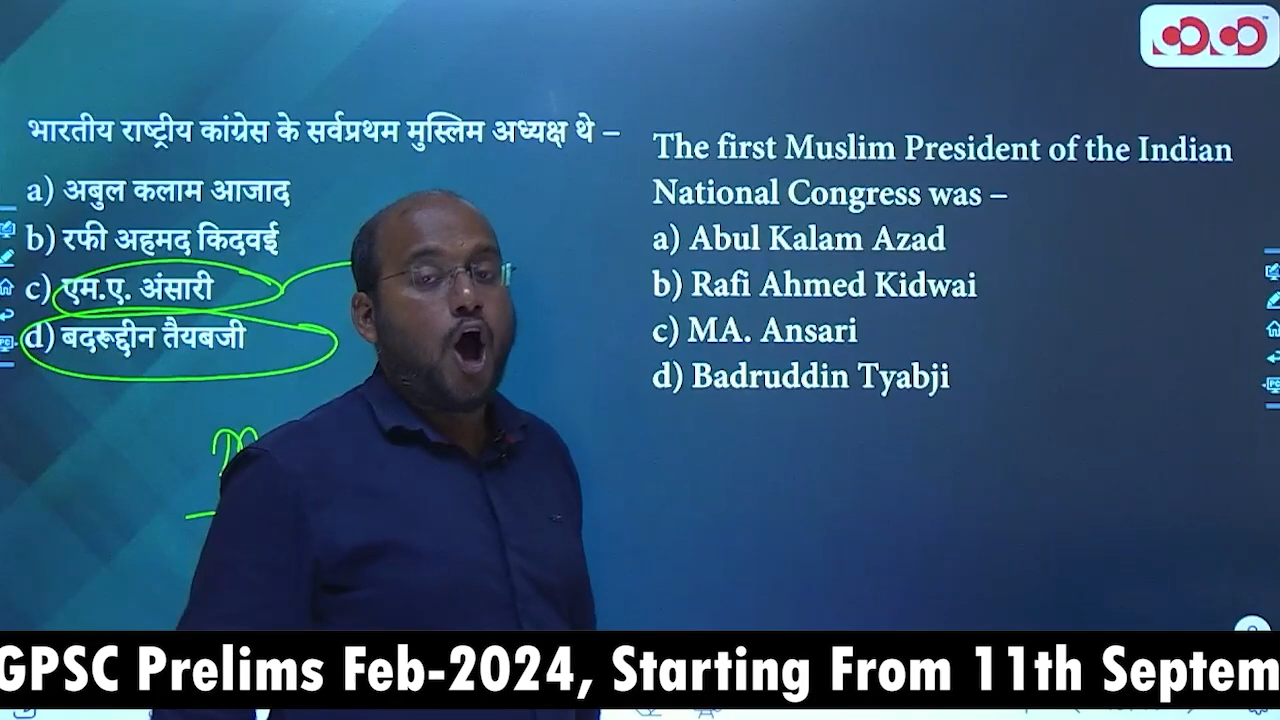 भारतीय राष्ट्रीय कांग्रेस के सर्वप्रथम मुस्लिम अध्यक्ष थे –
a) अबुल कलाम आजाद
b) रफी अहमद किदवई
c) एम.ए. अंसारी
d) बदरूद्दीन तैयबजी
The first Muslim President of the Indian
National Congress was –
a) Abul Kalam Azad
b) Rafi Ahmed Kidwai
c) MA. Ansari
d) Badruddin Tyabji
GPSC Prelims Feb-2024, Starting From 11th Septem